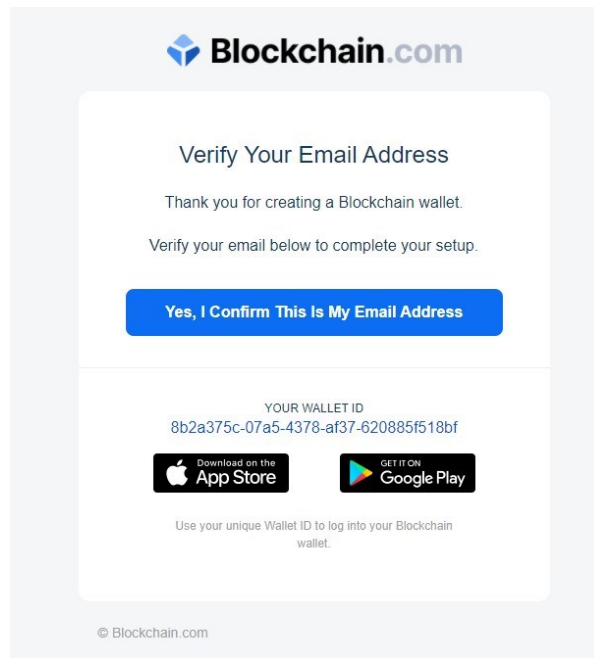 Blockchain.com
Verify Your Email Address
Thank you for creating a Blockchain wallet.
Verify your email below to complete your setup.
Yes, I Confirm This Is My Email Address
YOUR WALLET ID
8b2a375c-07a5-4378-af37-620885f518bf
Download on the
App Store
GET IT ON
Google Play
Use your unique Wallet ID to log into your Blockchain
wallet.
© Blockchain.com